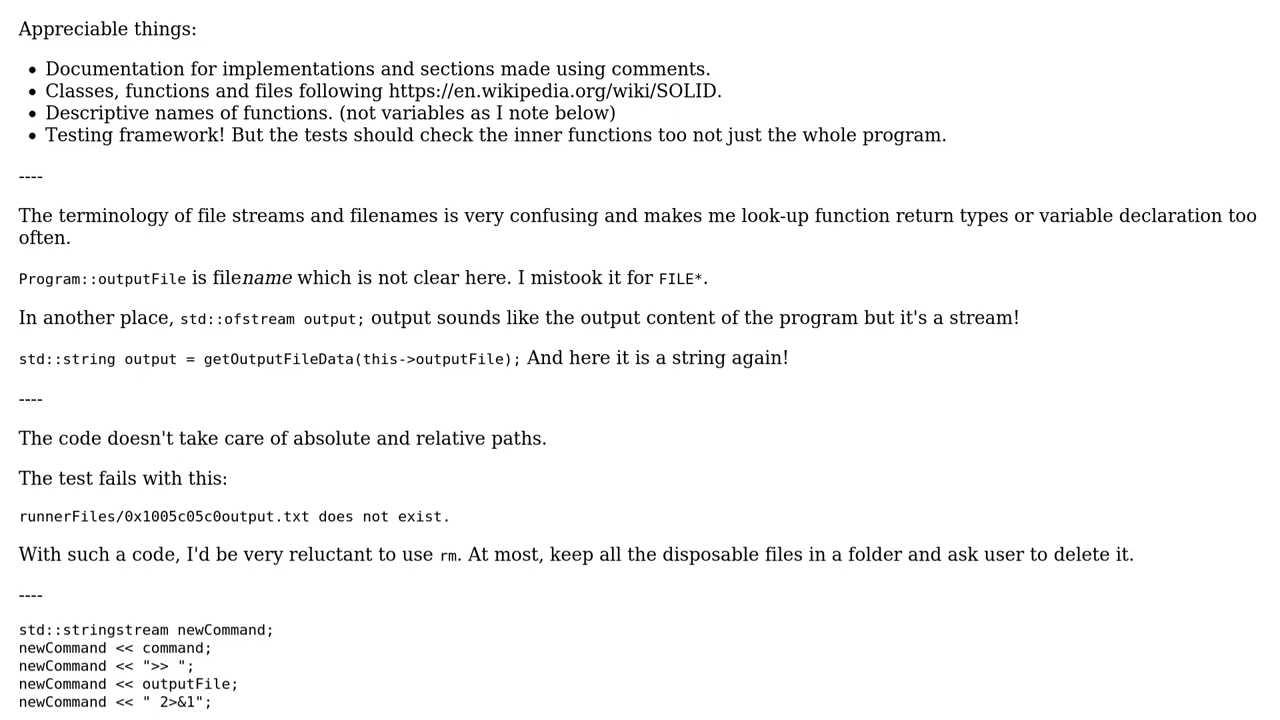 Appreciable things:
• Documentation for implementations and sections made using comments.
• Classes, functions and files following https://en.wikipedia.org/wiki/SOLID.
• Descriptive names of functions. (not variables as I note below)
• Testing framework! But the tests should check the inner functions too not just the whole program.
----
The terminology of file streams and filenames is very confusing and makes me look-up function return types or variable declaration too
often.
Program::outputFile is filename which is not clear here. I mistook it for FILE*.
In another place, std::ofstream output; output sounds like the output content of the program but it's a stream!
std::string output = getOutputFileData(this->outputFile); And here it is a string again!
----
The code doesn't take care of absolute and relative paths.
The test fails with this:
runnerFiles/0x1005c05c0output.txt does not exist.
With such a code, I'd be very reluctant to use rm. At most, keep all the disposable files in a folder and ask user to delete it.
----
std::stringstream newCommand;
newCommand << command;
newCommand << ">> ";
newCommand << outputFile;
newCommand << " 2>&1";